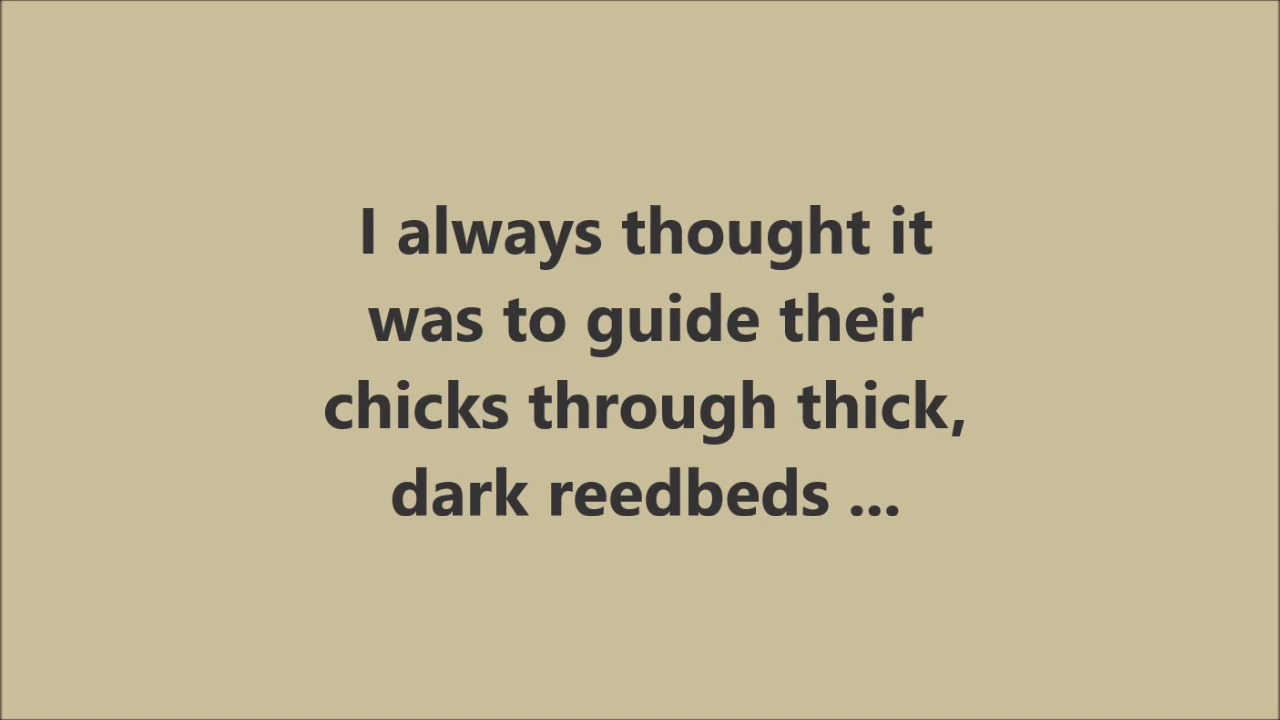 I always thought it
was to guide their
chicks through thick,
dark reedbeds ...